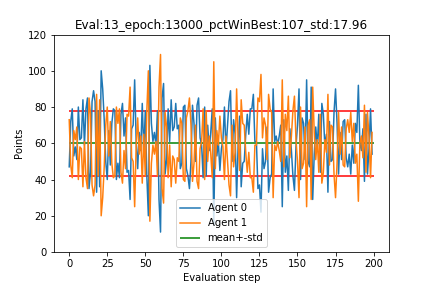 Eval:13_epoch:13000_pctWinBest:107_std:17.96
120
100
80
60
40
20
0
Points
0
25
50
75
100
125
150
175
200
Evaluation step
Agent 0
Agent 1
mean+-std